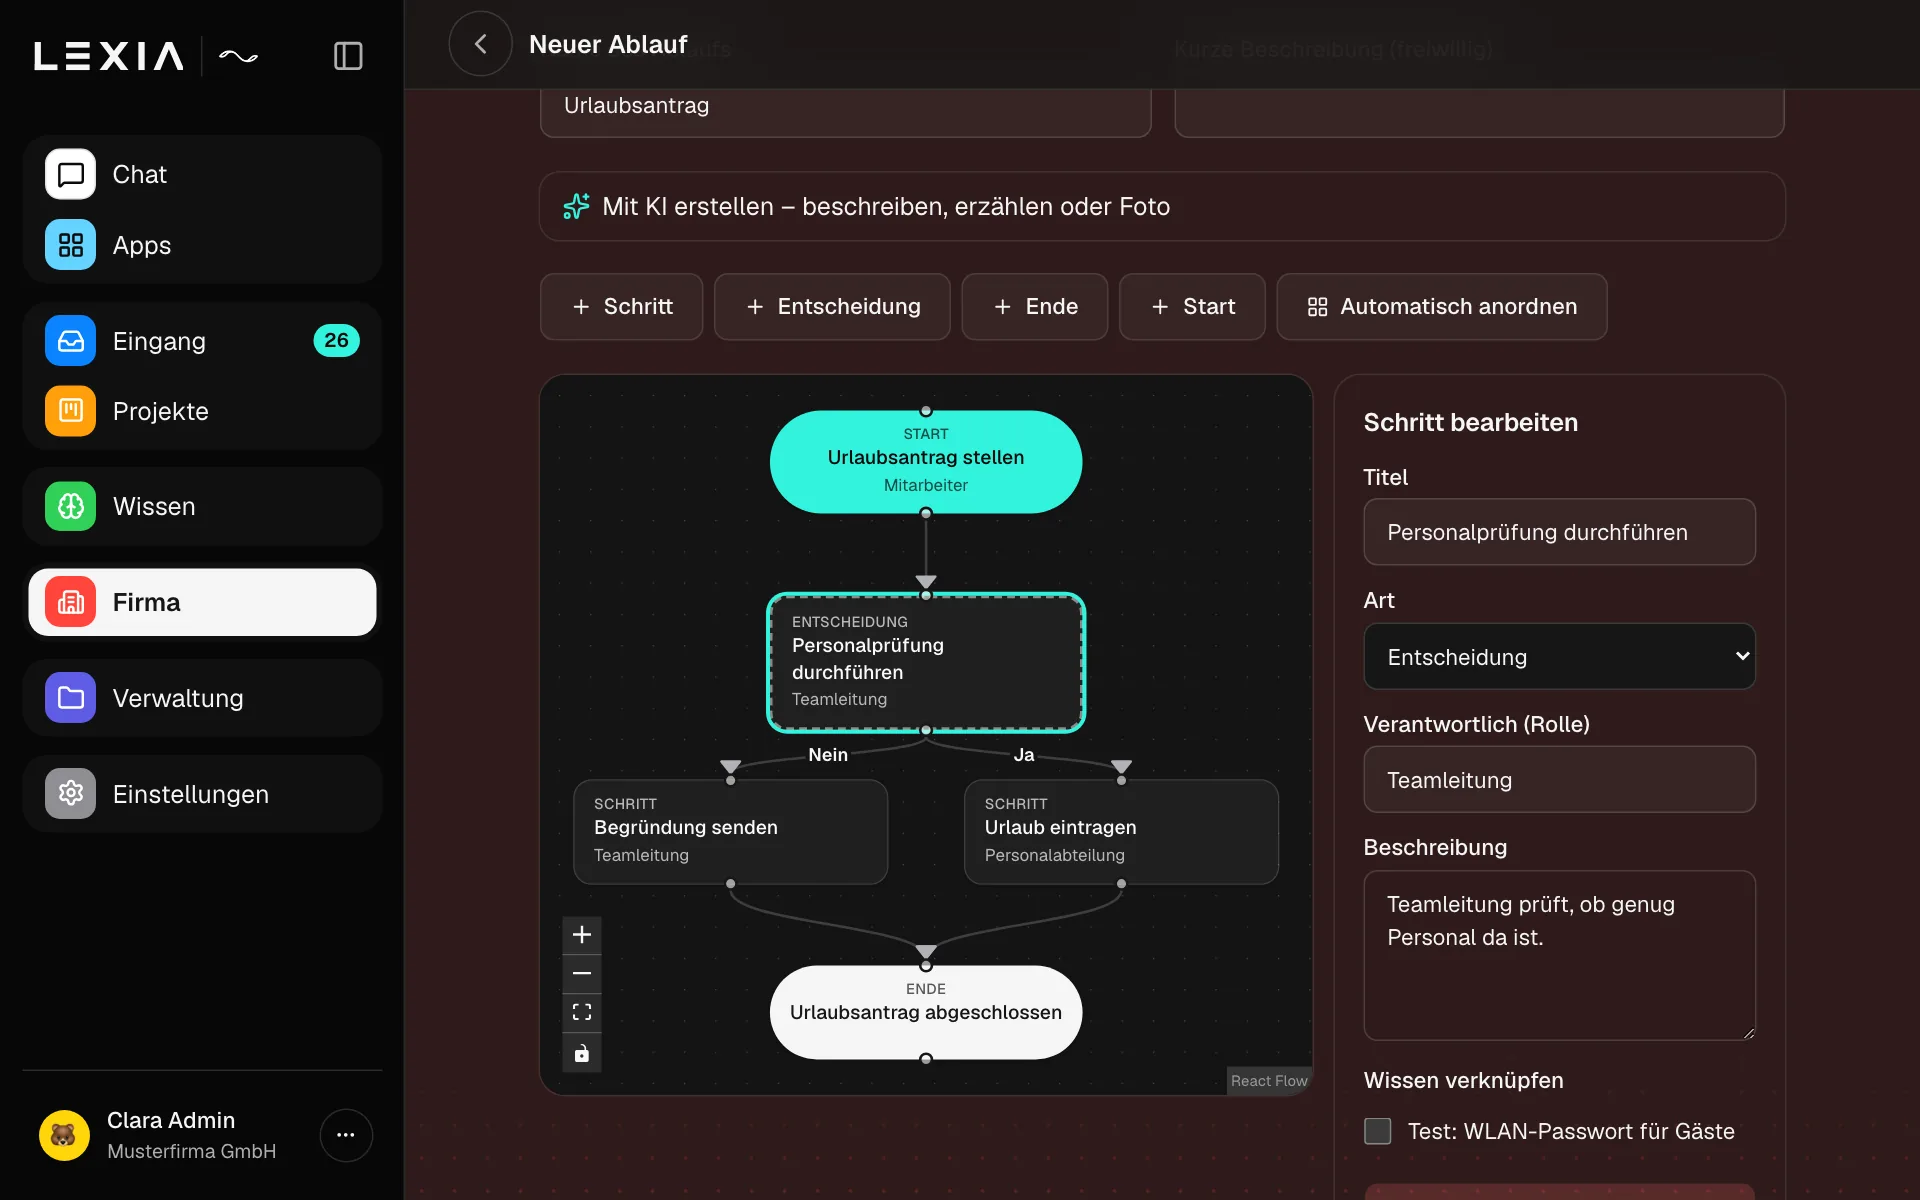 LEXIA
Neuer Ablauf
Kurze Beschreibung (freiwillig)
Chat
Apps
Eingang
26
Projekte
Wissen
Firma
Verwaltung
Einstellungen
Clara Admin
Musterfirma GmbH
Urlaubsantrag
Mit KI erstellen – beschreiben, erzählen oder Foto
Schritt
Entscheidung
Ende
Start
Automatisch anordnen
START
Urlaubsantrag stellen
Mitarbeiter
ENTSCHEIDUNG
Personalprüfung
durchführen
Teamleitung
Nein
Ja
SCHRITT
Begründung senden
Teamleitung
SCHRITT
Urlaub eintragen
Personalabteilung
ENDE
Urlaubsantrag abgeschlossen
React Flow
Schritt bearbeiten
Titel
Personalprüfung durchführen
Art
Entscheidung
Verantwortlich (Rolle)
Teamleitung
Beschreibung
Teamleitung prüft, ob genug
Personal da ist.
Wissen verknüpfen
Test: WLAN-Passwort für Gäste